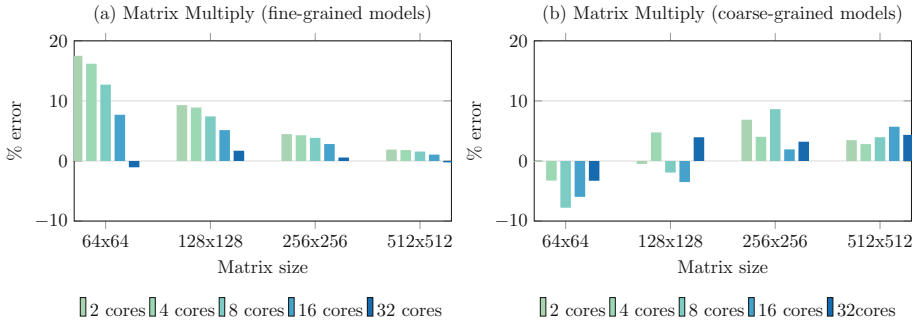 (a) Matrix Multiply (fine-grained models)
20
10
0
−10
% error
64x64 128x128 256x256 512x512
Matrix size
2 cores 4 cores 8 cores 16 cores 32 cores
(b) Matrix Multiply (coarse-grained models)
20
10
0
−10
% error
64x64 128x128 256x256 512x512
Matrix size
2 cores 4 cores 8 cores 16 cores 32cores